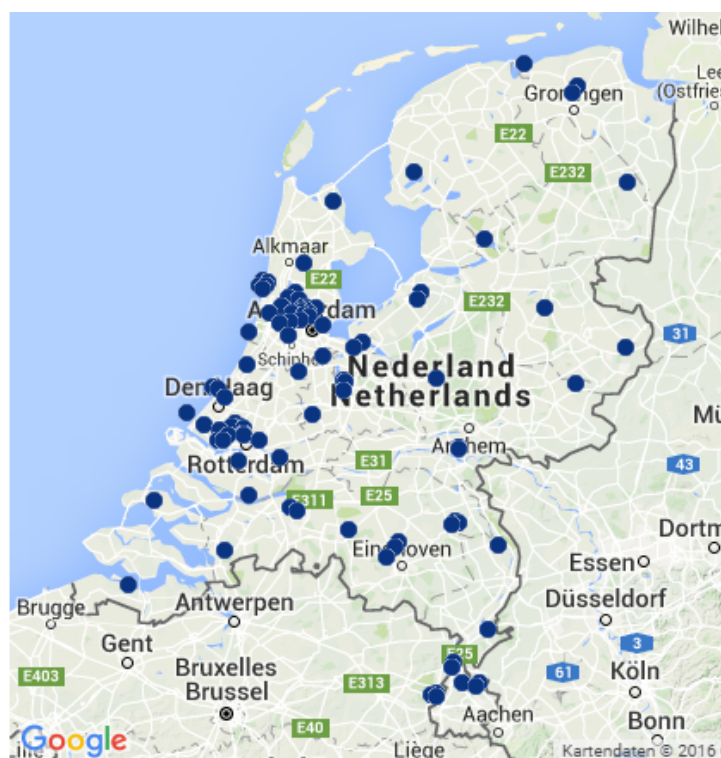 Wilhel
Lee
(Ostfries
Groningen
E22
E232
Alkmaar
E22
E232
31
Schiphol
Nederland
Netherlands
Den Haag
Mü
Arnhem
Rotterdam
E31
43
E311
E25
Dortm
Eindhoven
Essen
Brugge
Antwerpen
Düsseldorf
Gent
3
E25
E403
Bruxelles
Brussel
E313
61
Köln
Aachen
E40
Bonn
Google
Lille
Liège
Kartendaten © 2016